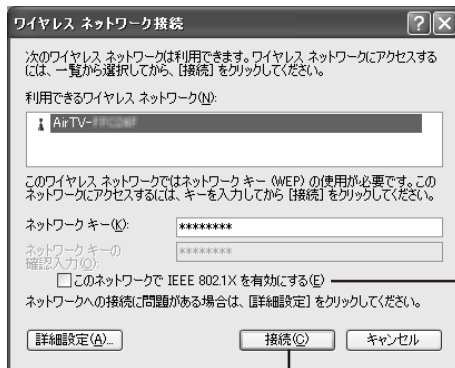 ワイヤレス ネットワーク接続
次のワイヤレス ネットワークは利用できます。ワイヤレス ネットワークにアクセスする
には、一覧から選択してから、[接続] をクリックしてください。
利用できるワイヤレス ネットワーク(N):
AirTV-
このワイヤレス ネットワークではネットワーク キー (WEP) の使用が必要です。この
ネットワークにアクセスするには、キーを入力してから [接続] をクリックしてください。
ネットワーク キー(K): ********
ネットワーク キーの
確認入力(O): ********
このネットワークで IEEE 802.1X を有効にする(E)
ネットワークへの接続に問題がある場合は、[詳細設定] をクリックしてください。
詳細設定(A)... 接続(C) キャンセル